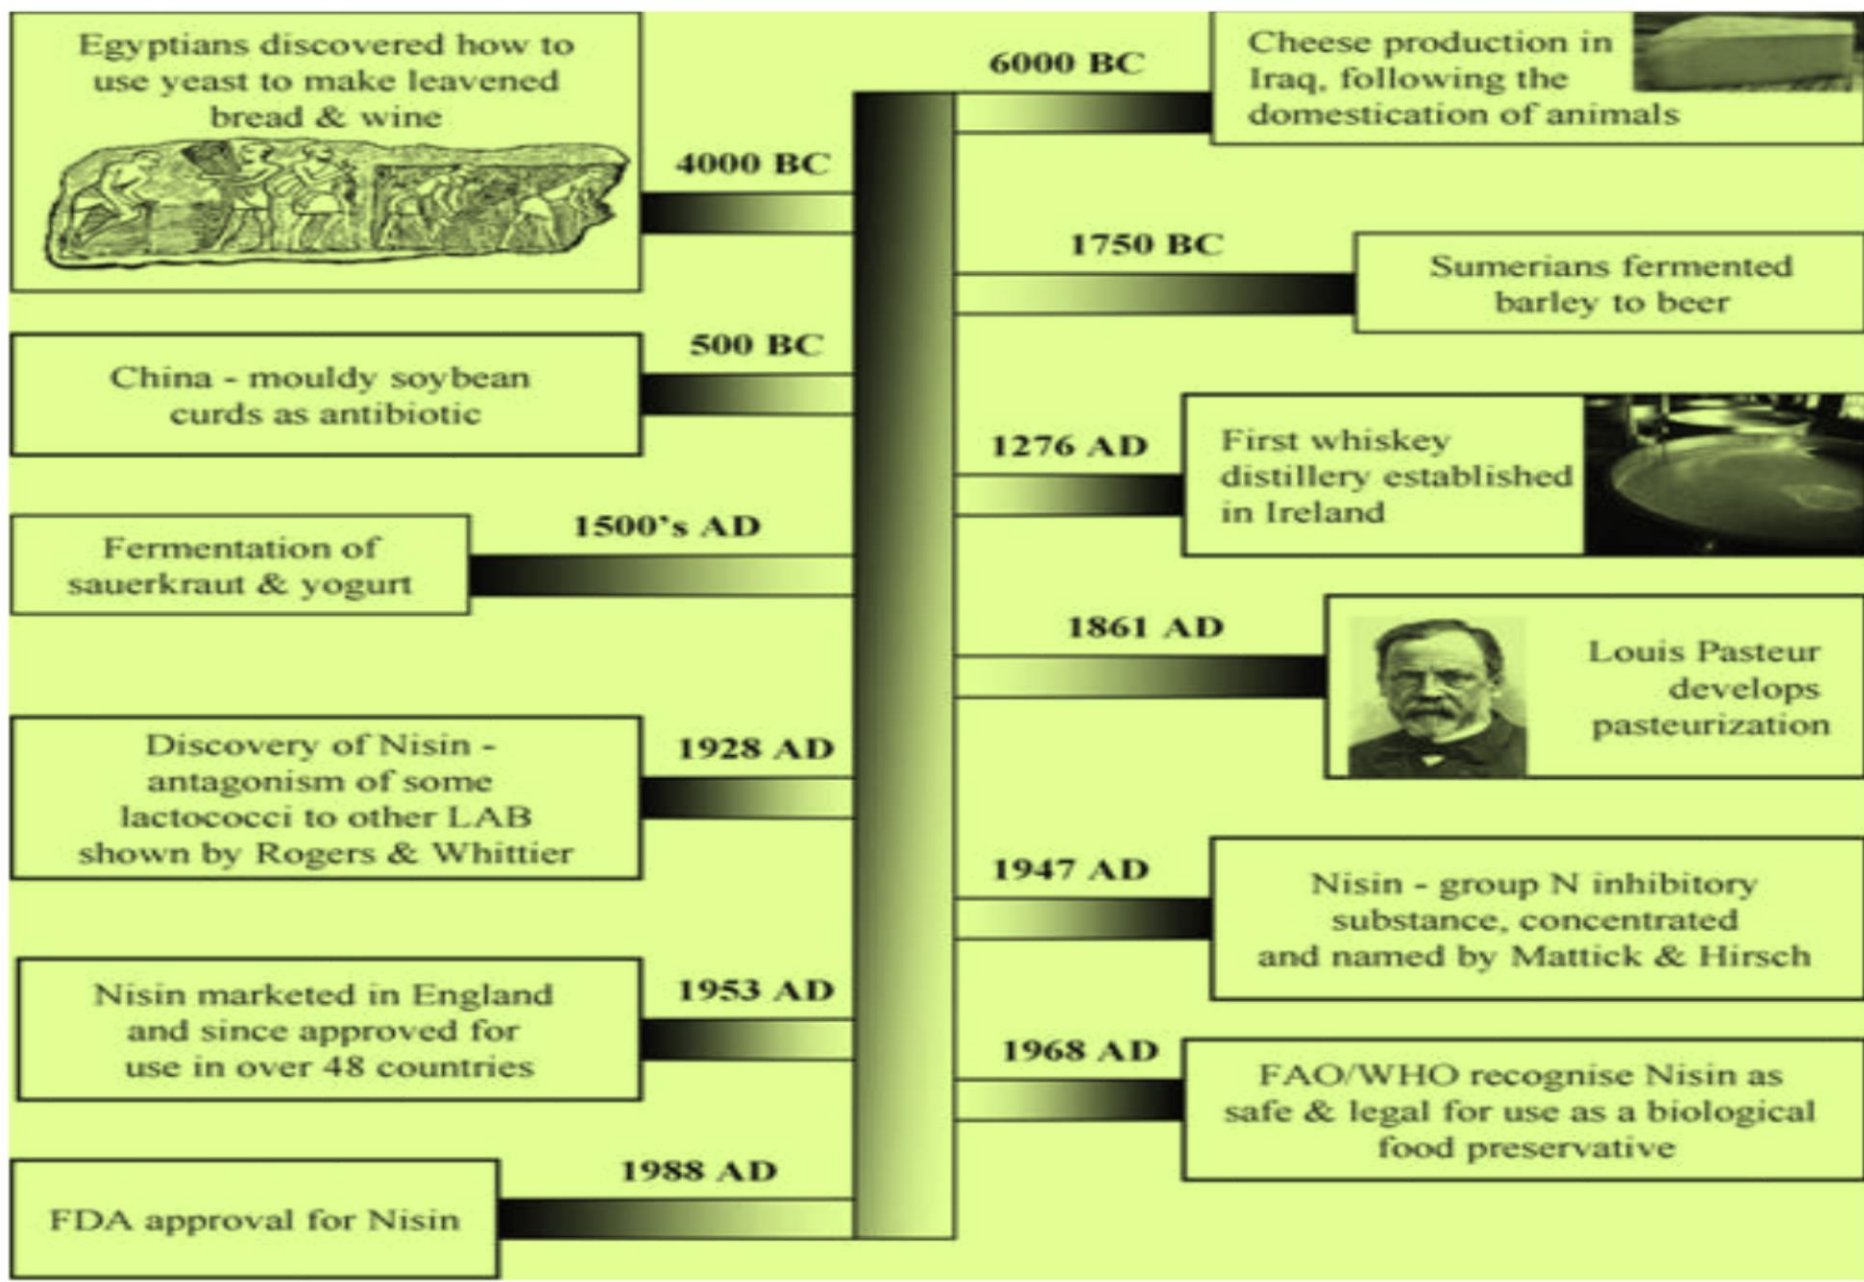 6000 BC
Cheese production in
Iraq, following the
domestication of animals
Egyptians discovered how to
use yeast to make leavened
bread & wine
4000 BC
1750 BC
Sumerians fermented
barley to beer
500 BC
China - mouldy soybean
curds as antibiotic
1276 AD
First whiskey
distillery established
in Ireland
1500's AD
Fermentation of
sauerkraut & yogurt
1861 AD
Louis Pasteur
develops
pasteurization
1928 AD
Discovery of Nisin -
antagonism of some
lactococci to other LAB
shown by Rogers & Whittier
1947 AD
Nisin - group N inhibitory
substance, concentrated
and named by Mattick & Hirsch
1953 AD
Nisin marketed in England
and since approved for
use in over 48 countries
1968 AD
FAO/WHO recognise Nisin as
safe & legal for use as a biological
food preservative
1988 AD
FDA approval for Nisin